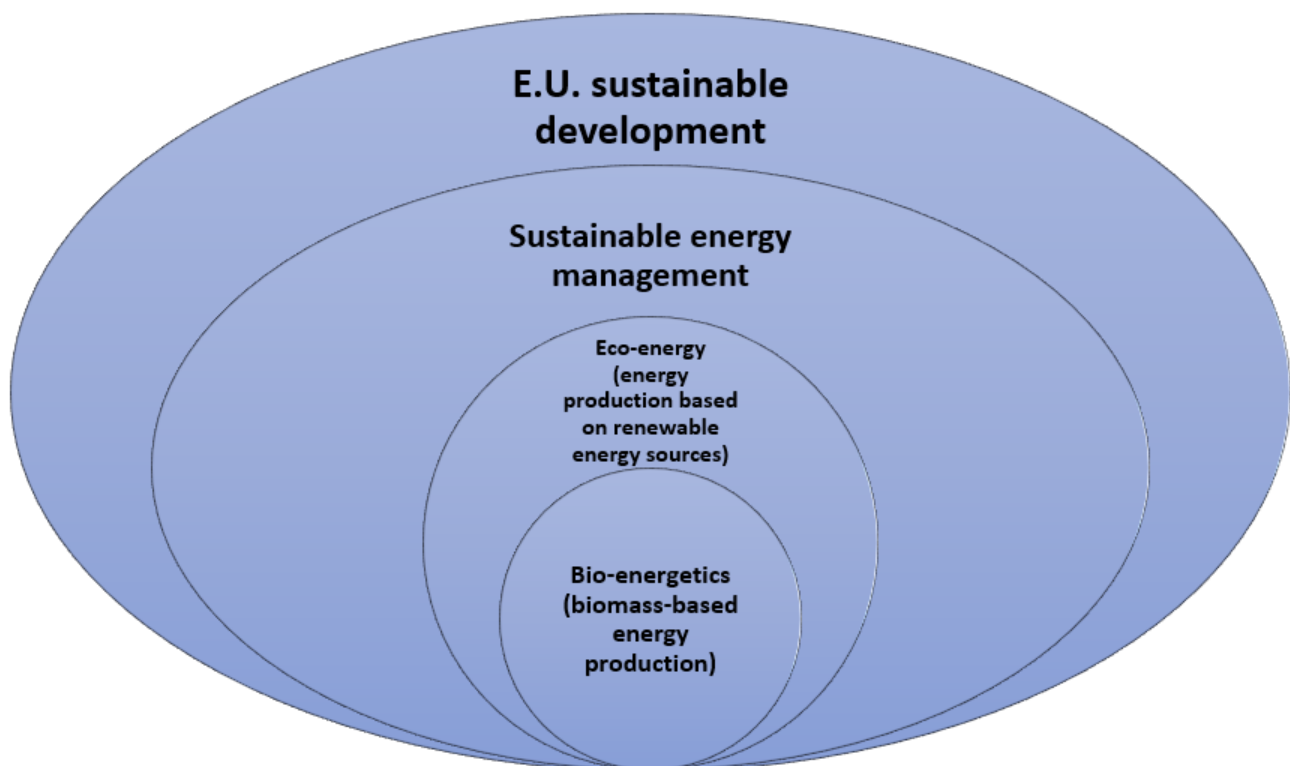 E.U. sustainable
development
Sustainable energy
management
Eco-energy
(energy
production based
on renewable
energy sources)
Bio-energetics
(biomass-based
energy
production)